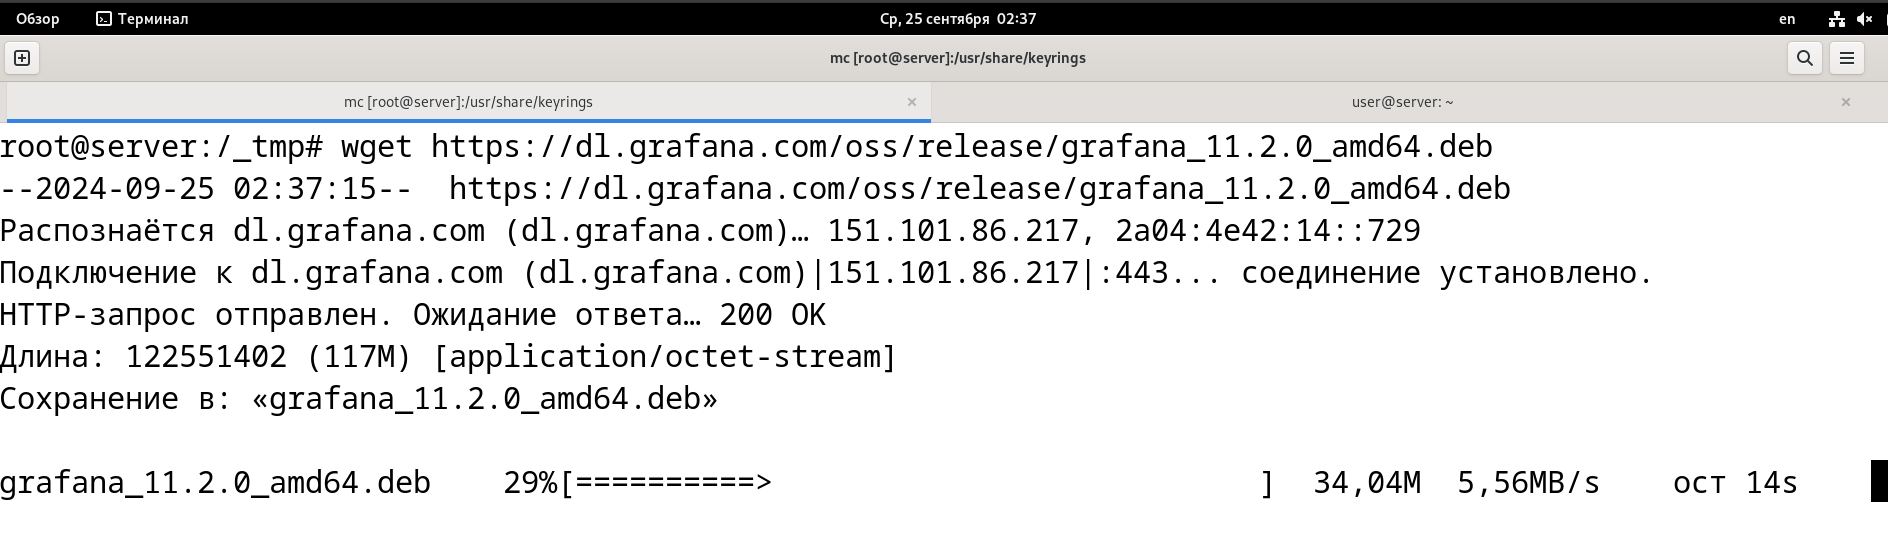 Обзор Терминал Ср, 25 сентября 02:37 en
mc [root@server]:/usr/share/keyrings
mc [root@server]:/usr/share/keyrings × user@server: ~ ×
root@server:/_tmp# wget https://dl.grafana.com/oss/release/grafana_11.2.0_amd64.deb
--2024-09-25 02:37:15--  https://dl.grafana.com/oss/release/grafana_11.2.0_amd64.deb
Распознаётся dl.grafana.com (dl.grafana.com)… 151.101.86.217, 2a04:4e42:14::729
Подключение к dl.grafana.com (dl.grafana.com)|151.101.86.217|:443... соединение установлено.
HTTP-запрос отправлен. Ожидание ответа… 200 OK
Длина: 122551402 (117M) [application/octet-stream]
Сохранение в: «grafana_11.2.0_amd64.deb»
grafana_11.2.0_amd64.deb    29%[==========>                           ]  34,04M  5,56MB/s    ост 14s